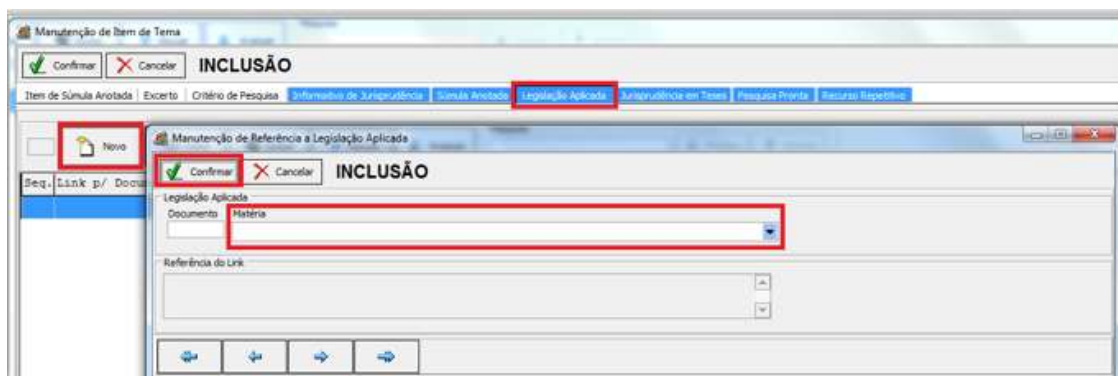 Manutenção de Item de Tema
Confirmar Cancelar INCLUSÃO
Item de Súmula Anotada Excerto Critério de Pesquisa Informativo de Jurisprudência Súmula Anotada Legislação Aplicada Jurisprudência em Teses Pesquisa Pronta Recurso Repetitivo
Novo
Manutenção de Referência a Legislação Aplicada
Confirmar Cancelar INCLUSÃO
Seq. Link p/
Legislação Aplicada
Documento Matéria
Referência do Link